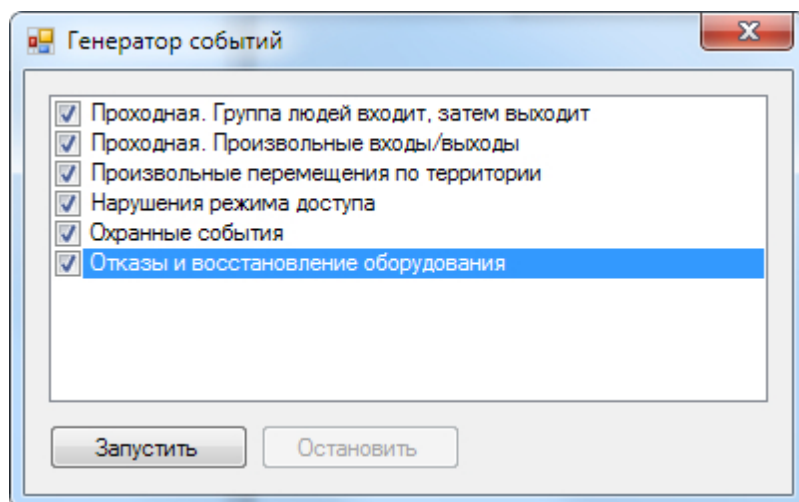 Генератор событий
Проходная. Группа людей входит, затем выходит
Проходная. Произвольные входы/выходы
Произвольные перемещения по территории
Нарушения режима доступа
Охранные события
Отказы и восстановление оборудования
Запустить
Остановить